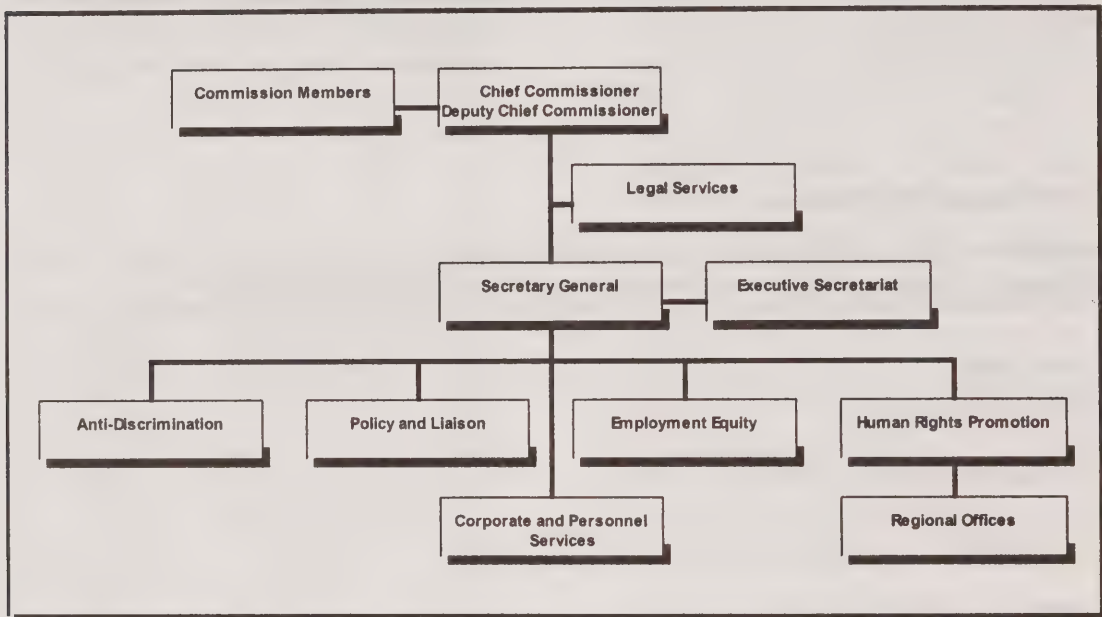 Commission Members
Chief Commissioner
Deputy Chief Commissioner
Legal Services
Secretary General
Executive Secretariat
Anti-Discrimination
Policy and Liaison
Employment Equity
Human Rights Promotion
Corporate and Personnel
Services
Regional Offices